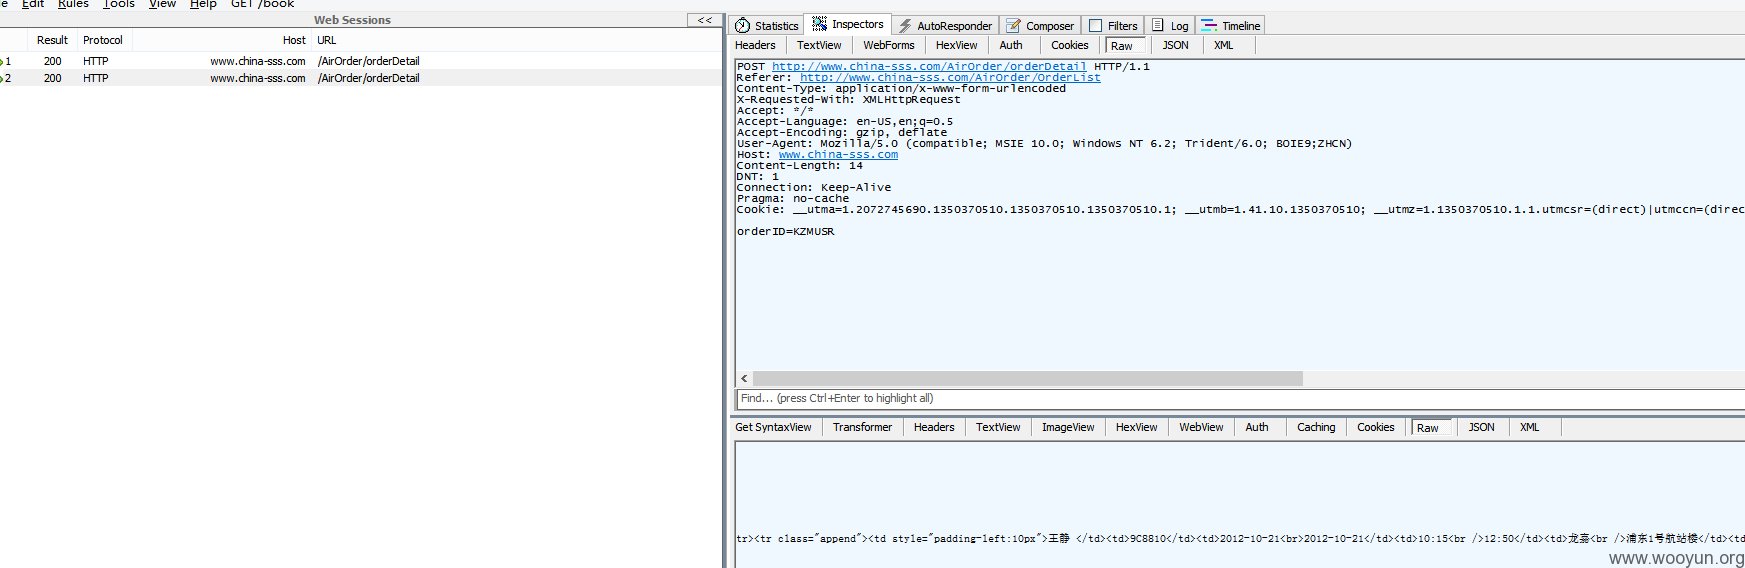 Edit Rules Tools View Help GET /book
Web Sessions <<
Result Protocol Host URL
1 200 HTTP www.china-sss.com /AirOrder/orderDetail
2 200 HTTP www.china-sss.com /AirOrder/orderDetail
Statistics Inspectors AutoResponder Composer Filters Log Timeline
Headers TextView WebForms HexView Auth Cookies Raw JSON XML
POST http://www.china-sss.com/AirOrder/orderDetail HTTP/1.1
Referer: http://www.china-sss.com/AirOrder/OrderList
Content-Type: application/x-www-form-urlencoded
X-Requested-With: XMLHttpRequest
Accept: */*
Accept-Language: en-US,en;q=0.5
Accept-Encoding: gzip, deflate
User-Agent: Mozilla/5.0 (compatible; MSIE 10.0; Windows NT 6.2; Trident/6.0; BOIE9;ZHCN)
Host: www.china-sss.com
Content-Length: 14
DNT: 1
Connection: Keep-Alive
Pragma: no-cache
Cookie: __utma=1.2072745690.1350370510.1350370510.1350370510.1; __utmb=1.41.10.1350370510; __utmz=1.1350370510.1.1.utmcsr=(direct)|utmccn=(direc
orderID=KZMUSR
Find... (press Ctrl+Enter to highlight all)
Get SyntaxView Transformer Headers TextView ImageView HexView WebView Auth Caching Cookies Raw JSON XML
tr><tr class="append"><td style="padding-left:10px">王静 </td><td>9C8810</td><td>2012-10-21<br>2012-10-21</td><td>10:15<br />12:50</td><td>龙嘉<br />浦东1号航站楼</td><td
www.wooyun.org